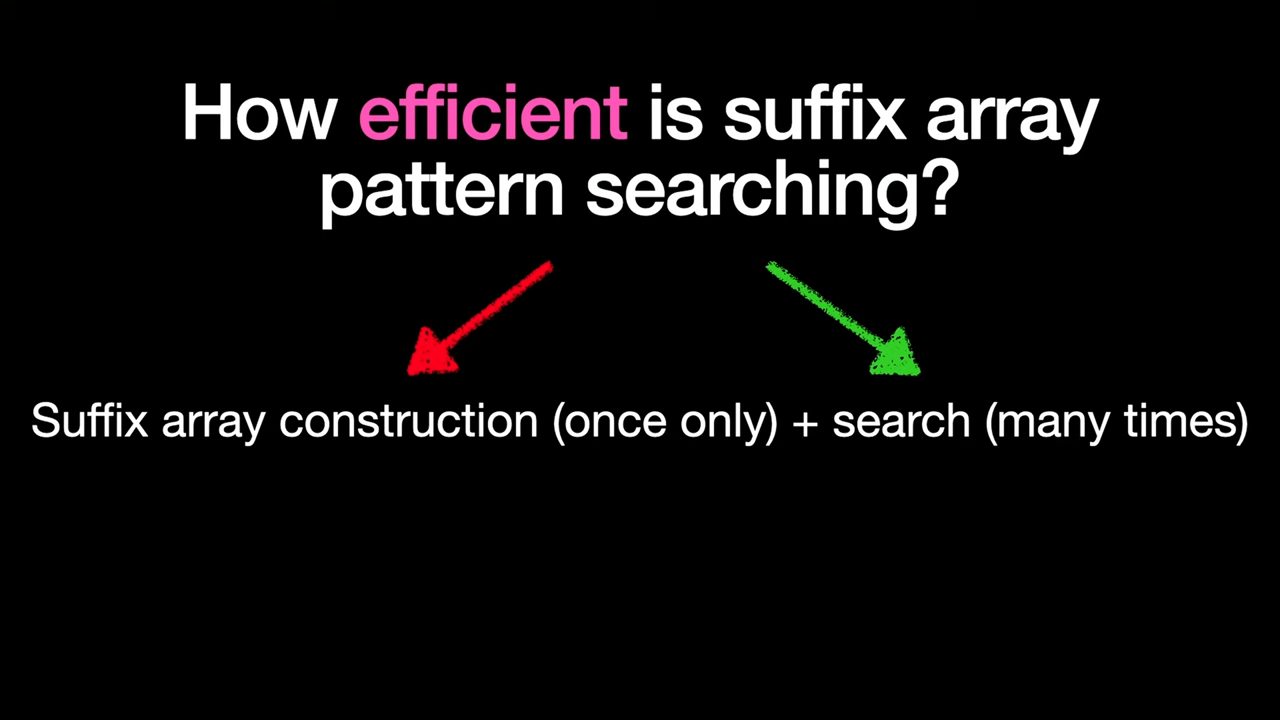 How efficient is suffix array
pattern searching?
Suffix array construction (once only) + search (many times)